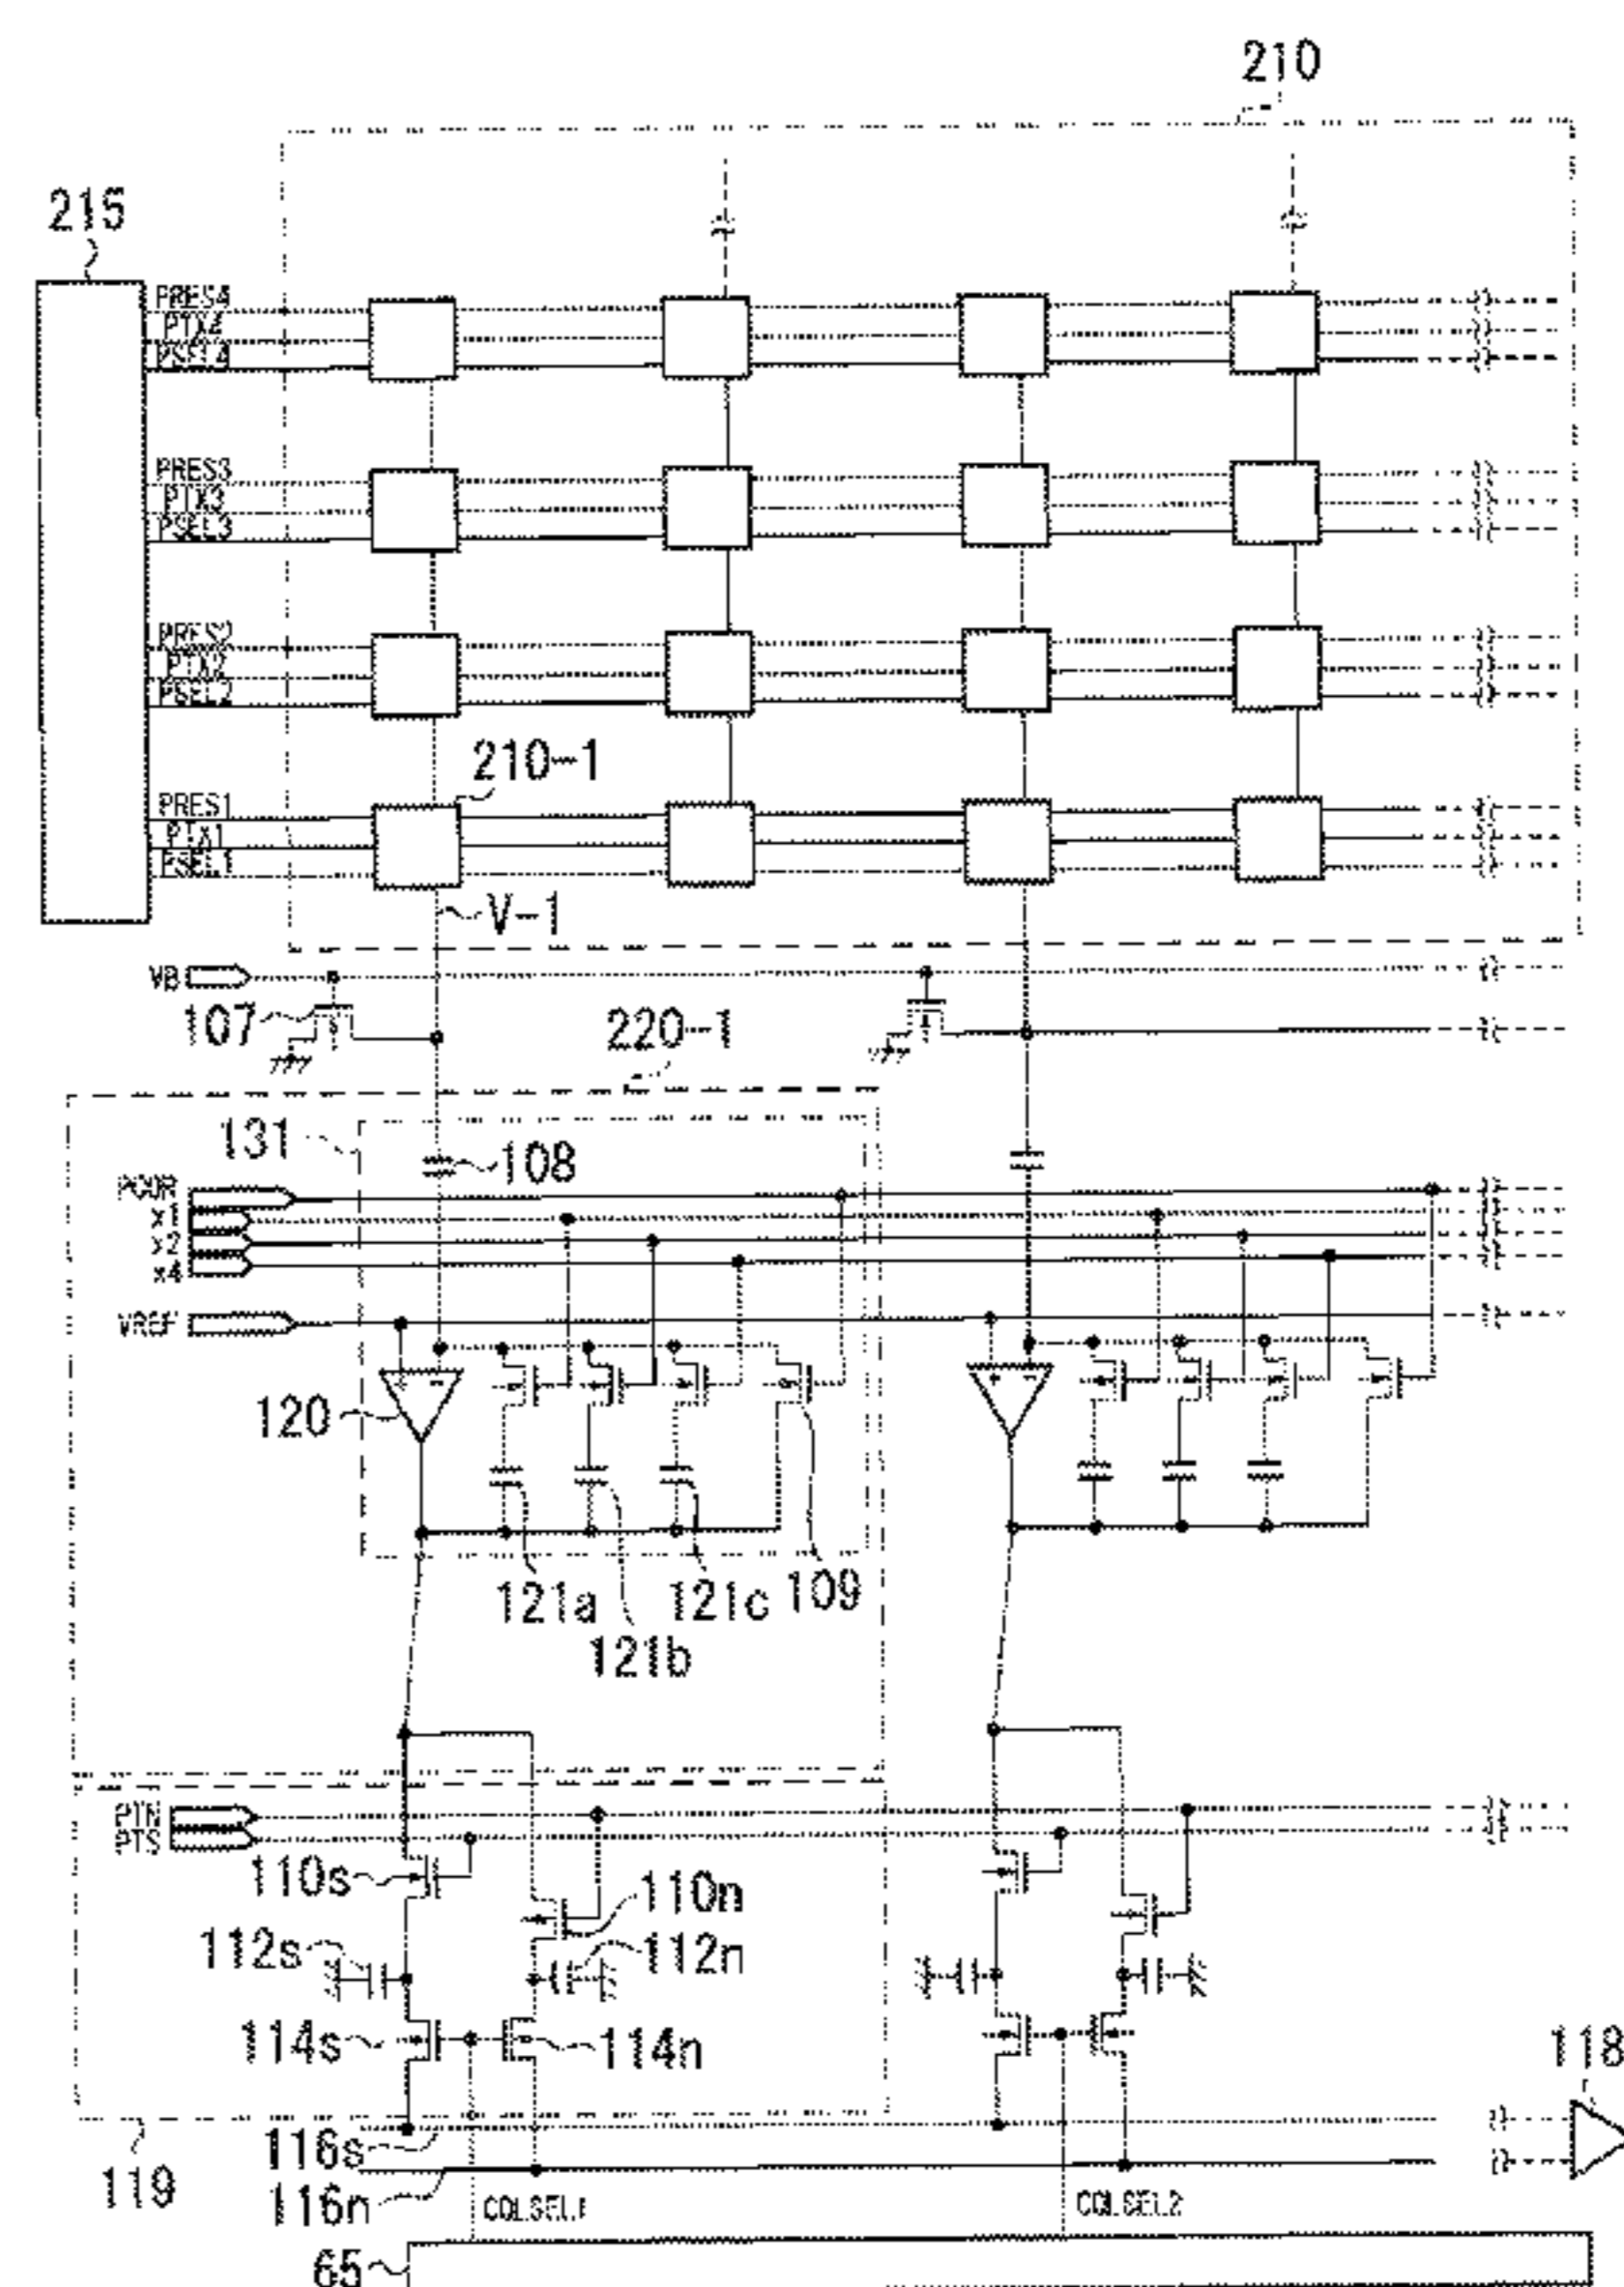 210
215
PRES4
PTX4
PSEL4
PRES3
PTX3
PSEL3
PRES2
PTX2
PSEL2
210-1
PRES1
PTX1
PSEL1
V-1
VB
107
220-1
131
108
x1
x2
x4
VREF
120
121a
121c
109
121b
PTN
PTS
110s
110n
112s
112n
114s
114n
118
116s
119
116n
COLSEL1
COLSEL2
65